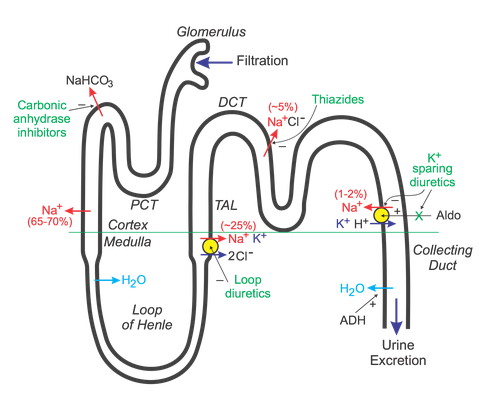 Glomerulus
Filtration
NaHCO₃
Carbonic
anhydrase
inhibitors
−
PCT
DCT
(~5%)
Na⁺Cl⁻
Thiazides
−
K⁺
sparing
diuretics
(1-2%)
Na⁺
−
+
X
Aldo
K⁺ H⁺
Na⁺
(65-70%)
Cortex
Medulla
TAL
(~25%)
Na⁺ K⁺
2Cl⁻
−
Loop
diuretics
H₂O
Loop
of Henle
Collecting
Duct
H₂O
+
ADH
Urine
Excretion